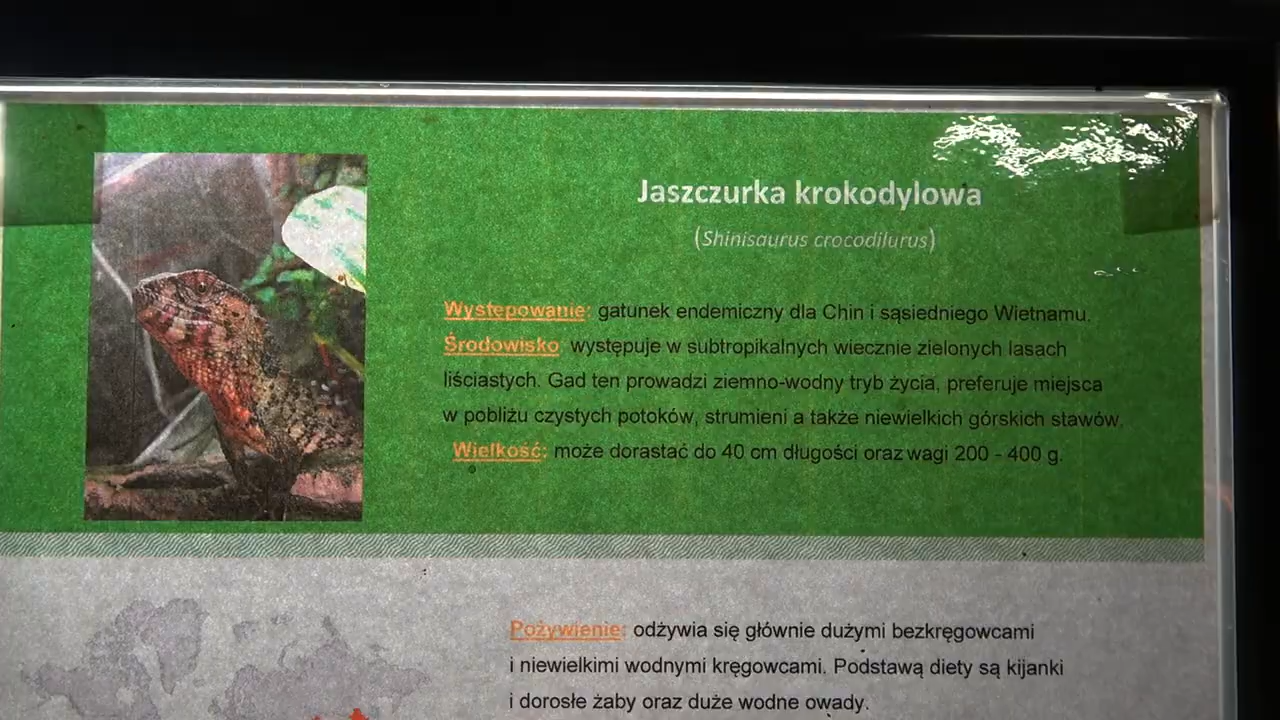 Jaszczurka krokodylowa
(Shinisaurus crocodilurus)
Występowanie: gatunek endemiczny dla Chin i sąsiedniego Wietnamu.
Środowisko: występuje w subtropikalnych wiecznie zielonych lasach
liściastych. Gad ten prowadzi ziemno-wodny tryb życia, preferuje miejsca
w pobliżu czystych potoków, strumieni a także niewielkich górskich stawów.
Wielkość: może dorastać do 40 cm długości oraz wagi 200 - 400 g.
Pożywienie: odżywia się głównie dużymi bezkręgowcami
i niewielkimi wodnymi kręgowcami. Podstawą diety są kijanki
i dorosłe żaby oraz duże wodne owady.